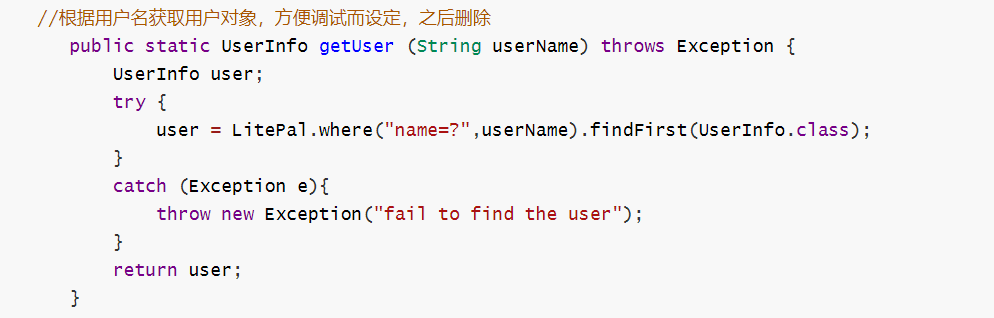 //根据用户名获取用户对象，方便调试而设定，之后删除
public static UserInfo getUser (String userName) throws Exception {
UserInfo user;
try {
user = LitePal.where("name=?",userName).findFirst(UserInfo.class);
}
catch (Exception e){
throw new Exception("fail to find the user");
}
return user;
}